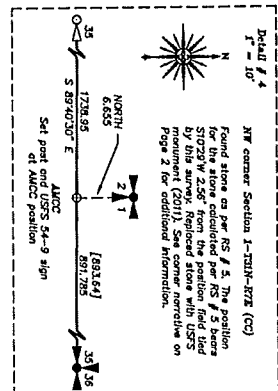 Detail # 4
1" = 10'
N
NW corner Section 1-T31N-R7E (CC)
Found stone as per RS # 5. The position
for the stone calculated per RS # 5 bears
S10°29'W 2.56' from the position field tied
by this survey. Replaced stone with USFS
monument (2011). See corner narrative on
Page 2 for additional information.
NORTH
6.655
2
1
35
1738.95
S 89°40'30" E
[893.64]
891.785
35
36
AMCC
Set post and USFS 54-9 sign
at AMCC position